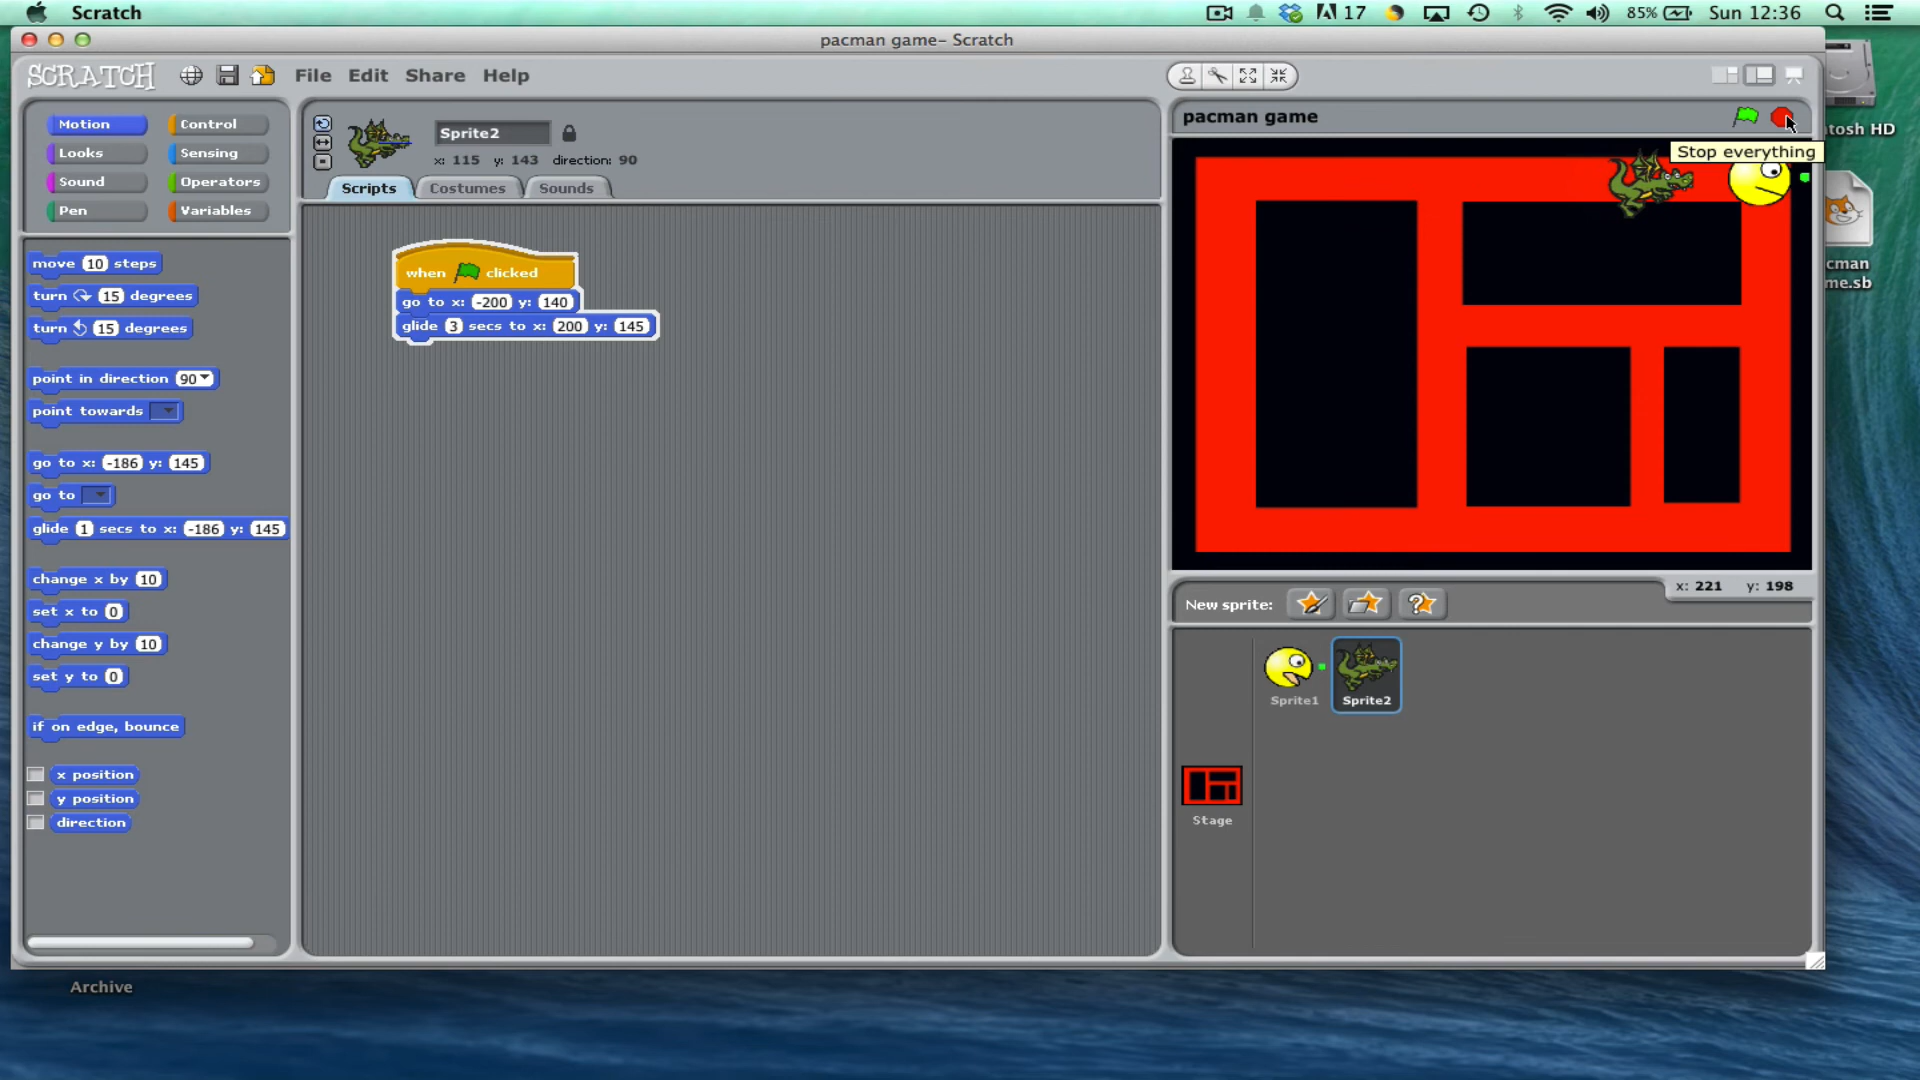 Scratch
17
85%
Sun 12:36
pacman game- Scratch
SCRATCH
File Edit Share Help
Motion
Control
Looks
Sensing
Sound
Operators
Pen
Variables
move 10 steps
turn 15 degrees
turn 15 degrees
point in direction 90
point towards
go to x: -186 y: 145
go to
glide 1 secs to x: -186 y: 145
change x by 10
set x to 0
change y by 10
set y to 0
if on edge, bounce
x position
y position
direction
Sprite2
x: 115 y: 143 direction: 90
Scripts
Costumes
Sounds
when clicked
go to x: -200 y: 140
glide 3 secs to x: 200 y: 145
pacman game
Stop everything
x: 221 y: 198
New sprite:
Sprite1
Sprite2
Stage
tosh HD
cman
me.sb
Archive